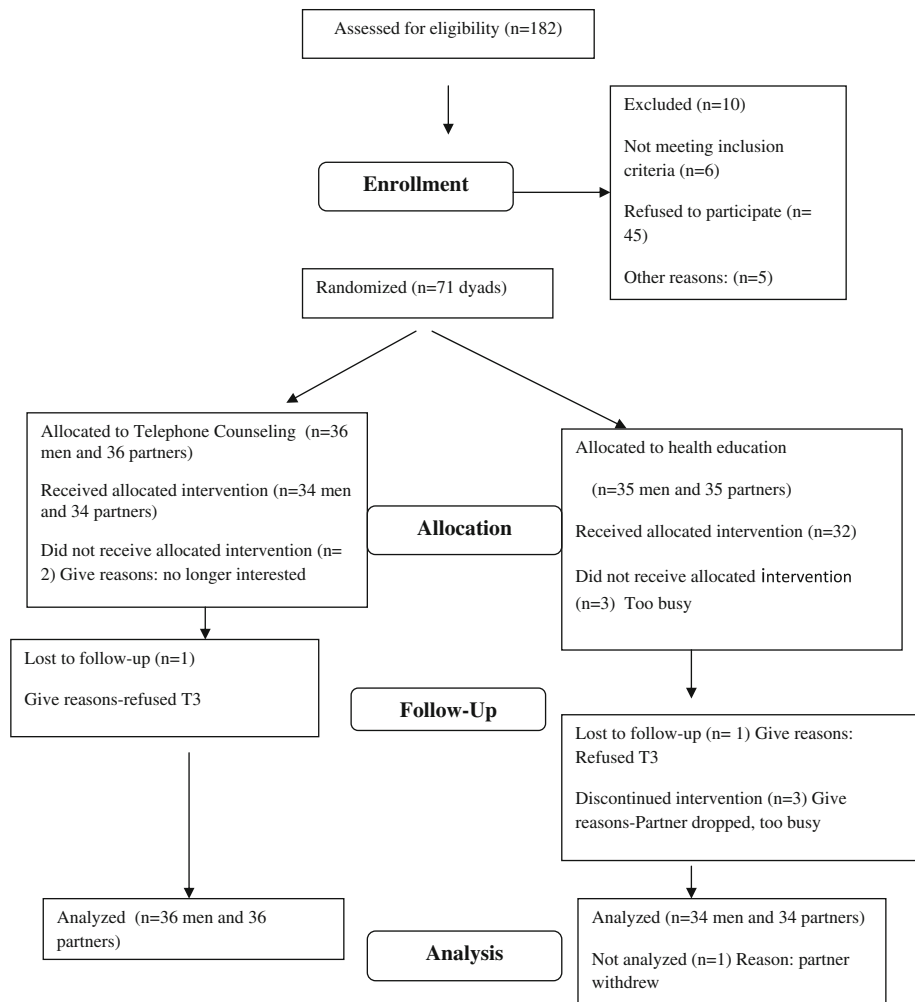 Assessed for eligibility (n=182)
Excluded (n=10)
Not meeting inclusion
criteria (n=6)
Refused to participate (n=
45)
Other reasons: (n=5)
Enrollment
Randomized (n=71 dyads)
Allocated to Telephone Counseling (n=36
men and 36 partners)
Received allocated intervention (n=34 men
and 34 partners)
Did not receive allocated intervention (n=
2) Give reasons: no longer interested
Allocated to health education
(n=35 men and 35 partners)
Received allocated intervention (n=32)
Did not receive allocated intervention
(n=3) Too busy
Allocation
Lost to follow-up (n=1)
Give reasons-refused T3
Follow-Up
Lost to follow-up (n= 1) Give reasons:
Refused T3
Discontinued intervention (n=3) Give
reasons-Partner dropped, too busy
Analyzed (n=36 men and 36
partners)
Analysis
Analyzed (n=34 men and 34 partners)
Not analyzed (n=1) Reason: partner
withdrew